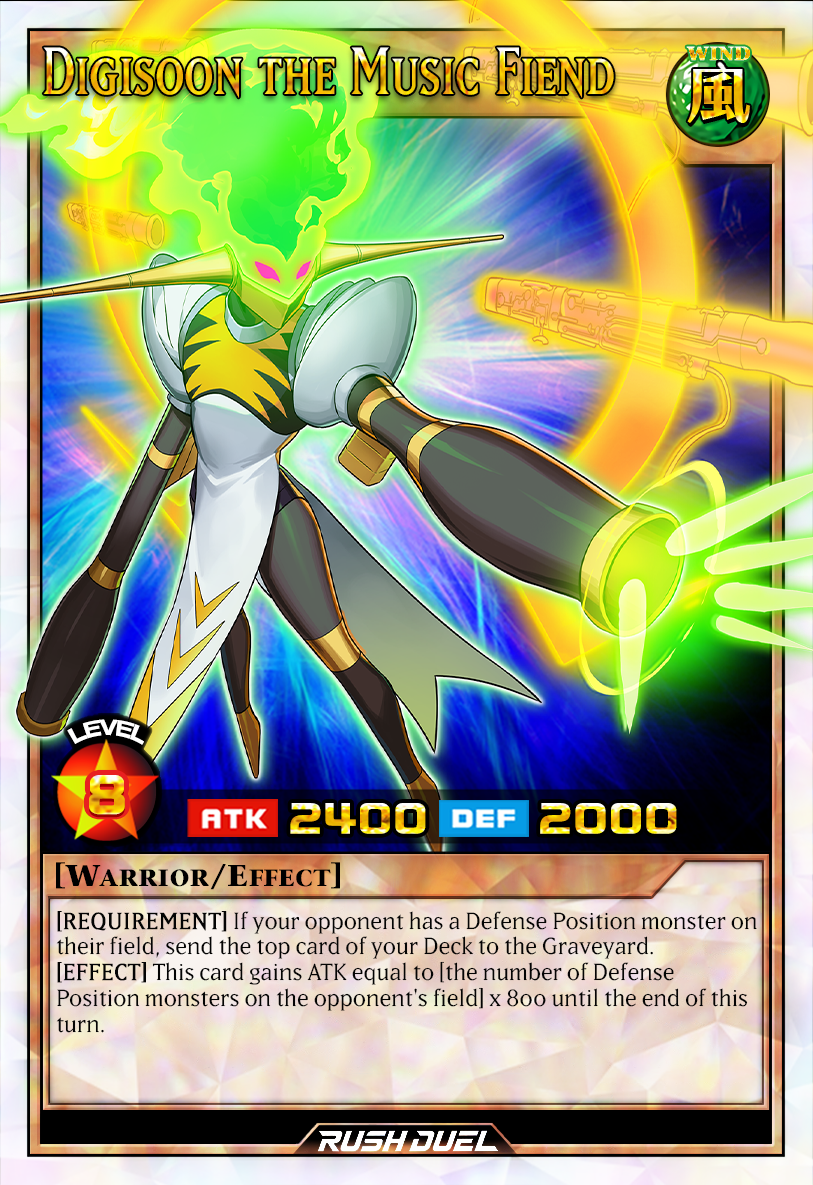 Digisoon the Music Fiend
WIND
風
LEVEL
8
ATK 2400 DEF 2000
[Warrior/Effect]
[REQUIREMENT] If your opponent has a Defense Position monster on
their field, send the top card of your Deck to the Graveyard.
[EFFECT] This card gains ATK equal to [the number of Defense
Position monsters on the opponent's field] x 800 until the end of this
turn.
RUSH DUEL